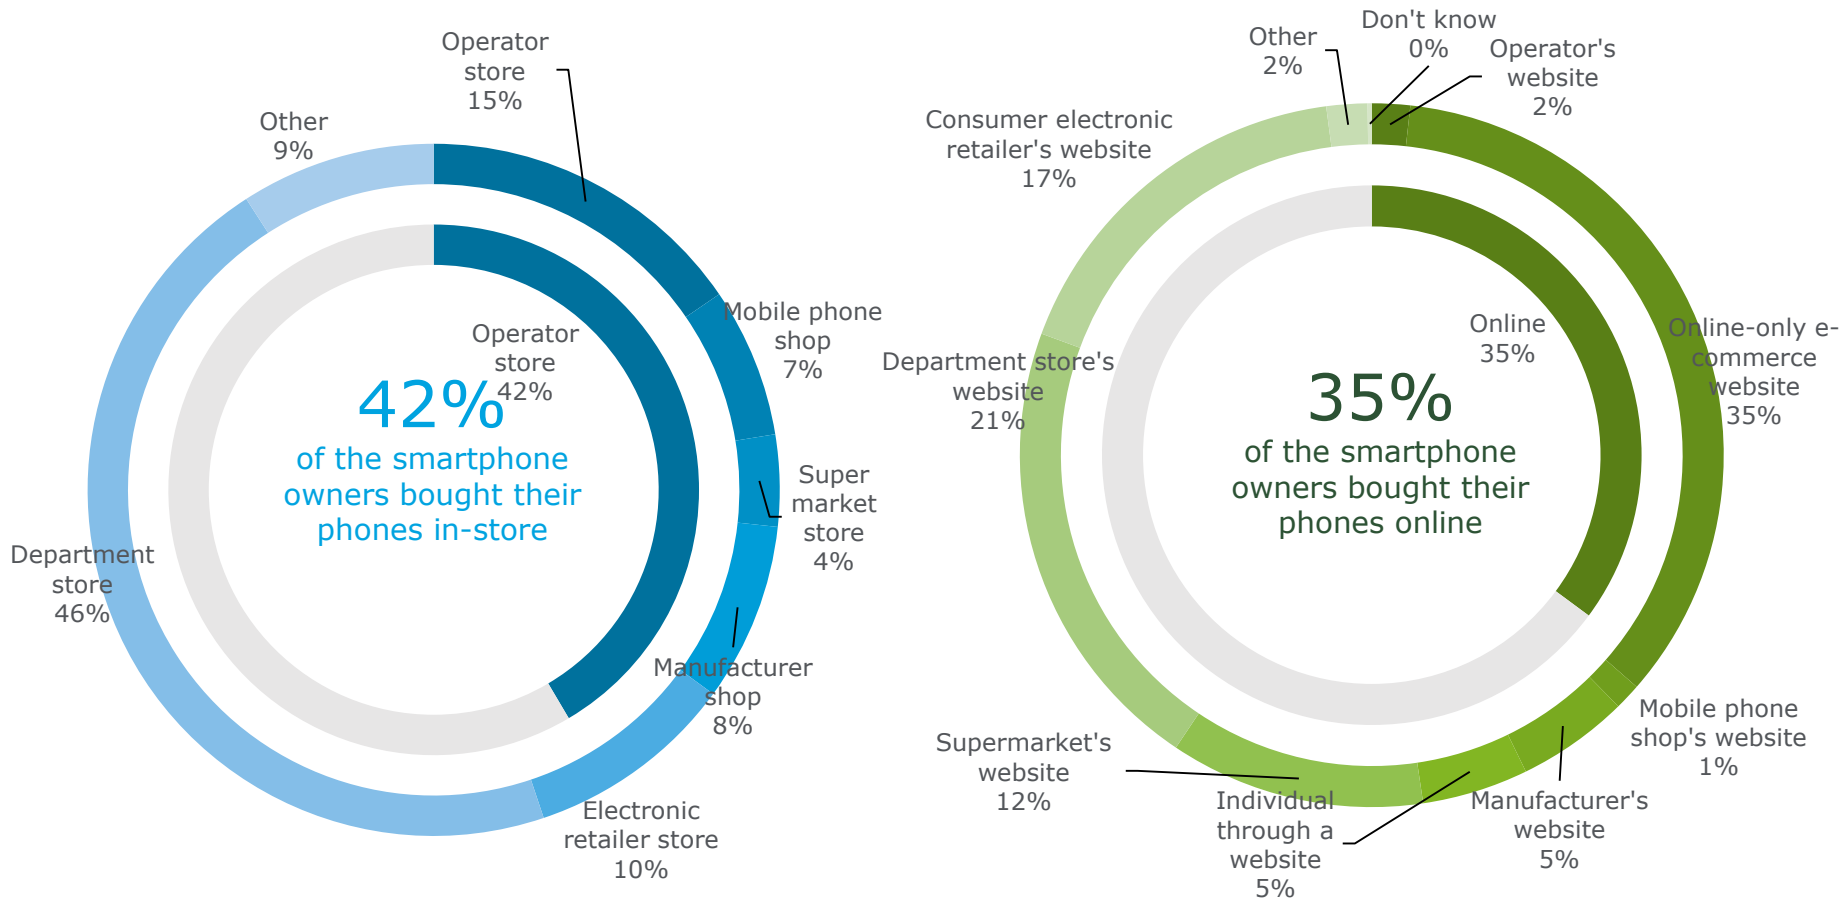 Operator
store
15%
Other
9%
Mobile phone
shop
7%
Operator
store
42%
42%
of the smartphone
owners bought their
phones in-store
Super
market
store
4%
Department
store
46%
Manufacturer
shop
8%
Electronic
retailer store
10%
Don't know
0%
Other
2%
Operator's
website
2%
Consumer electronic
retailer's website
17%
Online
35%
Online-only e-
commerce
website
35%
Department store's
website
21%
35%
of the smartphone
owners bought their
phones online
Mobile phone
shop's website
1%
Supermarket's
website
12%
Individual
through a
website
5%
Manufacturer's
website
5%